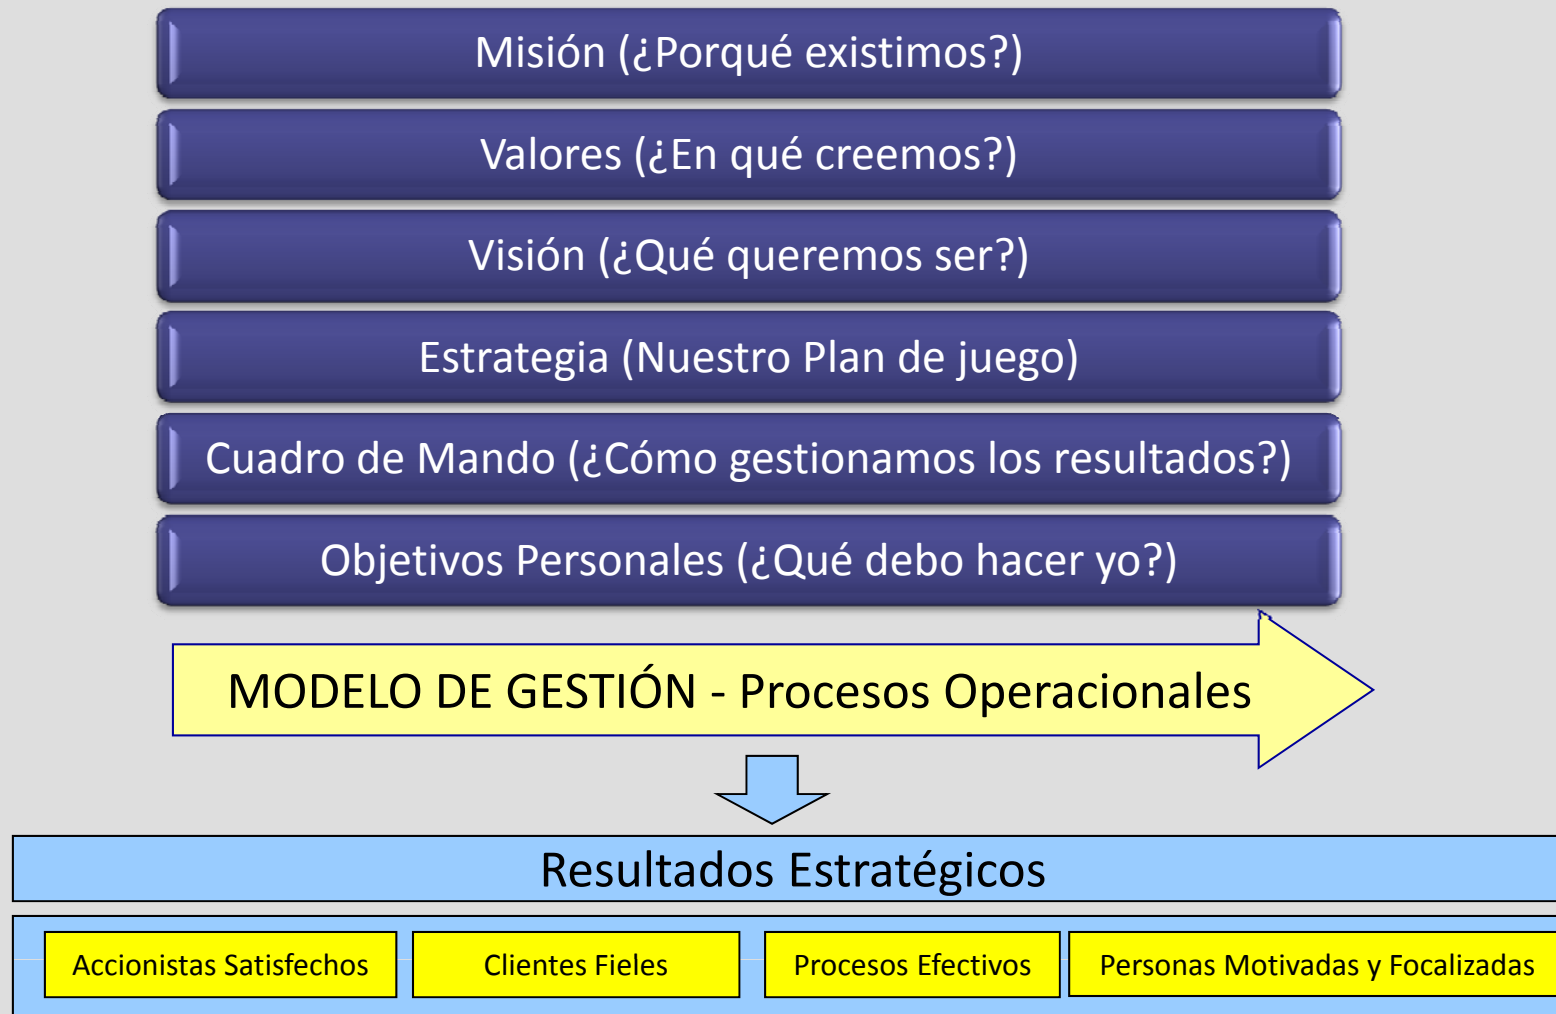 Misión (¿Porqué existimos?)
Valores (¿En qué creemos?)
Visión (¿Qué queremos ser?)
Estrategia (Nuestro Plan de juego)
Cuadro de Mando (¿Cómo gestionamos los resultados?)
Objetivos Personales (¿Qué debo hacer yo?)
MODELO DE GESTIÓN - Procesos Operacionales
Resultados Estratégicos
Accionistas Satisfechos
Clientes Fieles
Procesos Efectivos
Personas Motivadas y Focalizadas